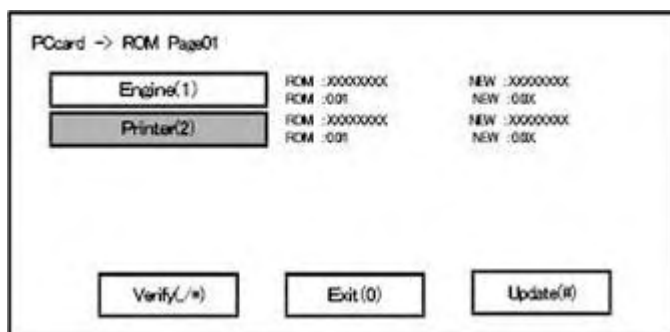 PCcard -> ROM Page01
Engine(1) ROM :XXXXXXXX NEW :XXXXXXXX
ROM :0.01 NEW :0.0X
Printer(2) ROM :XXXXXXXX NEW :XXXXXXXX
ROM :0.01 NEW :0.0X
Verify(./*) Exit(0) Update(#)